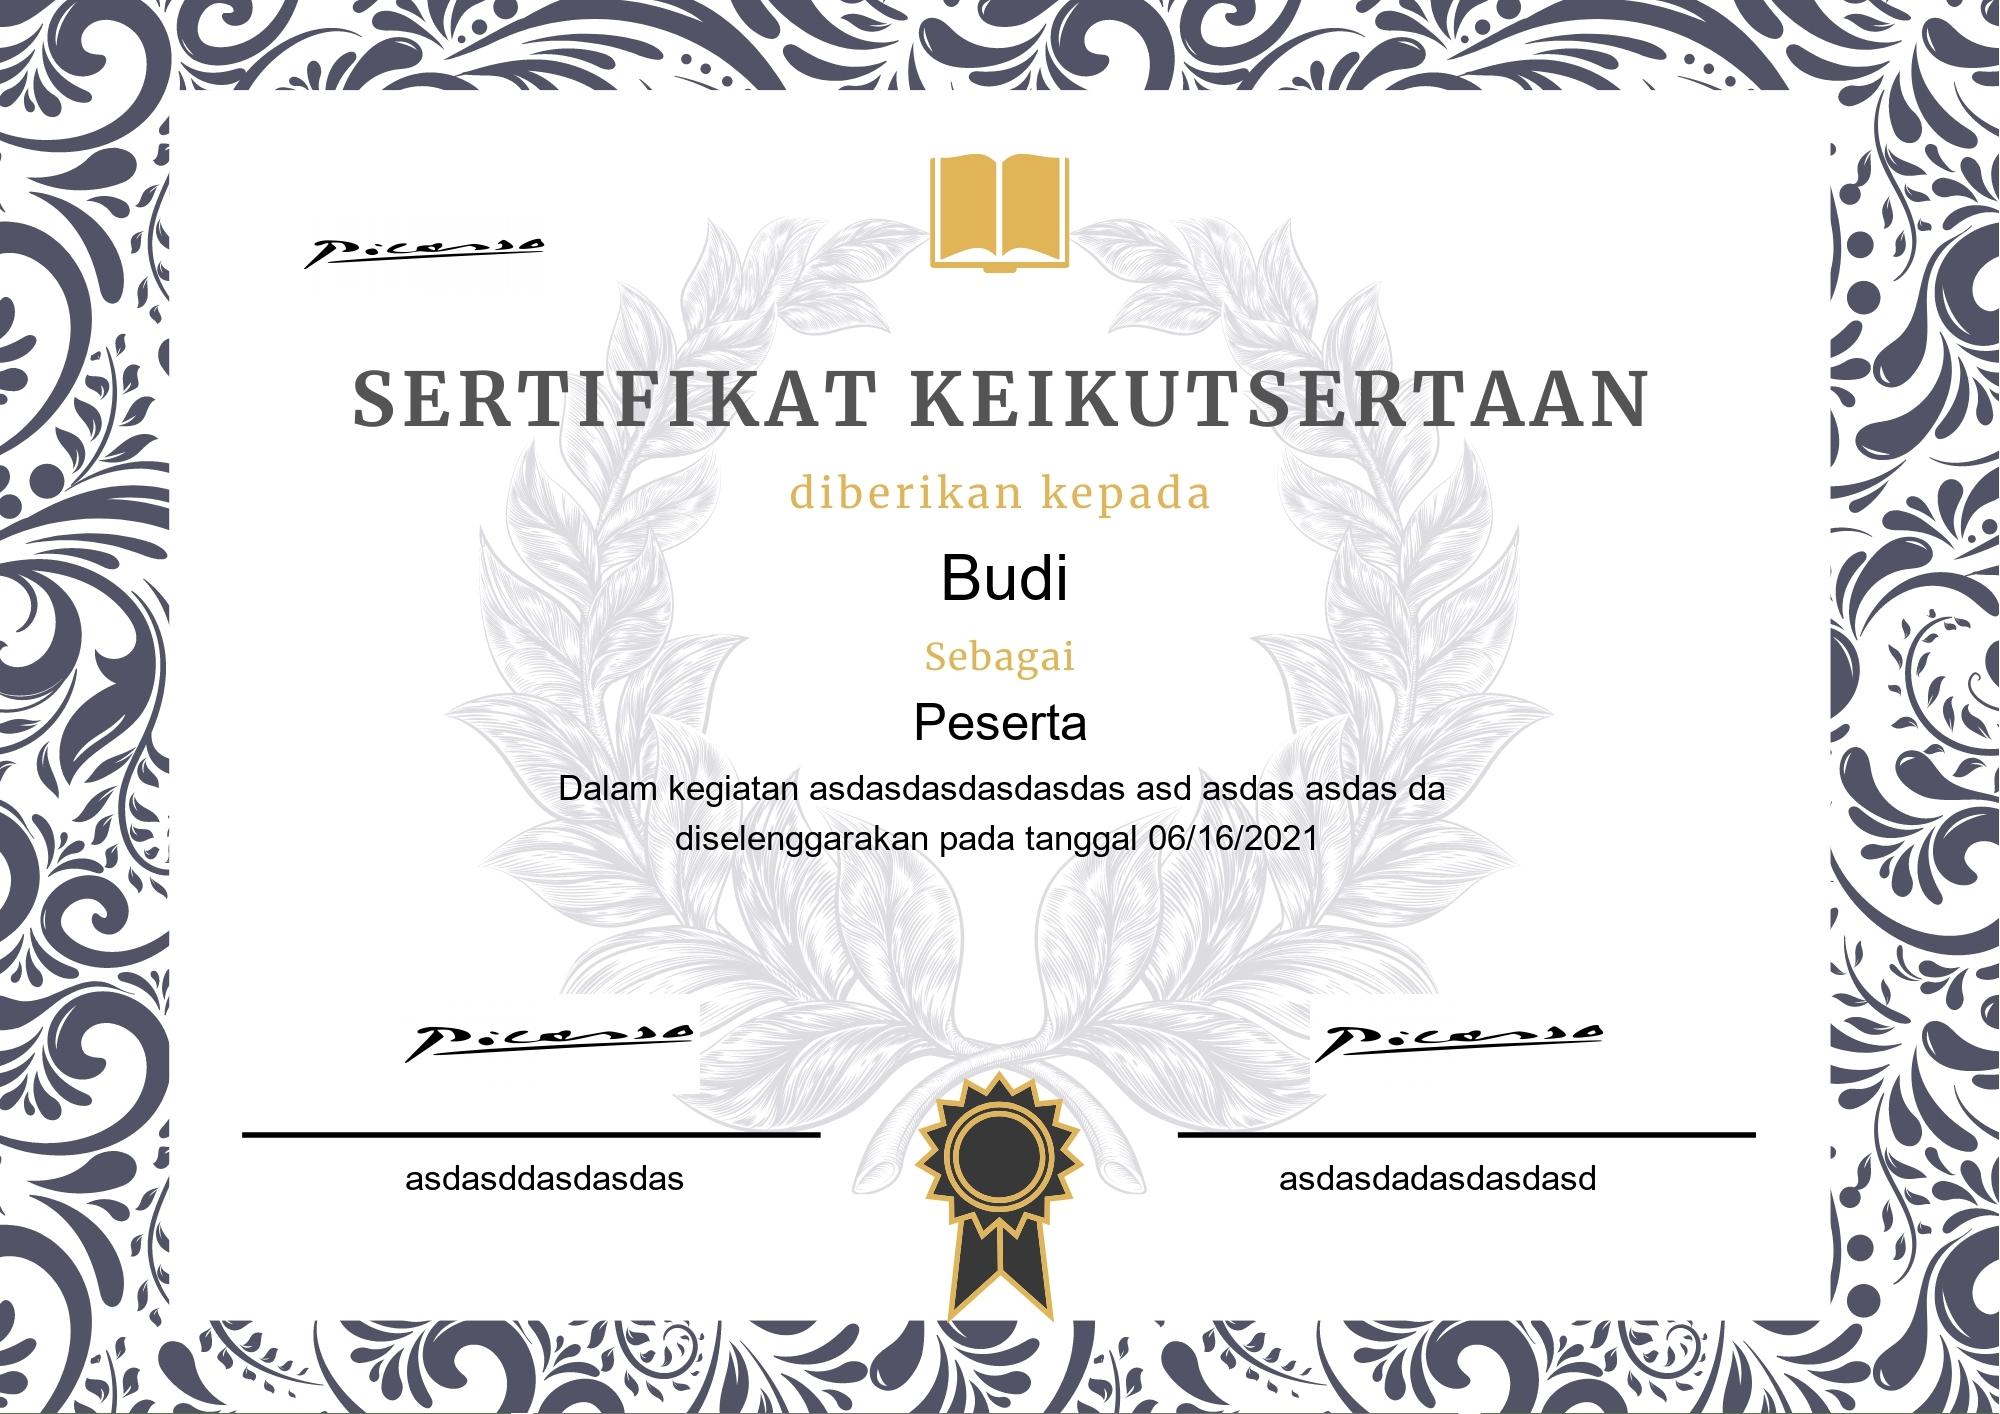 Picasso
SERTIFIKAT KEIKUTSERTAAN
diberikan kepada
Budi
Sebagai
Peserta
Dalam kegiatan asdasdasdasdasdas asd asdas asdas da
diselenggarakan pada tanggal 06/16/2021
Picasso
Picasso
asdasddasdasdas
asdasdadasdasdasd